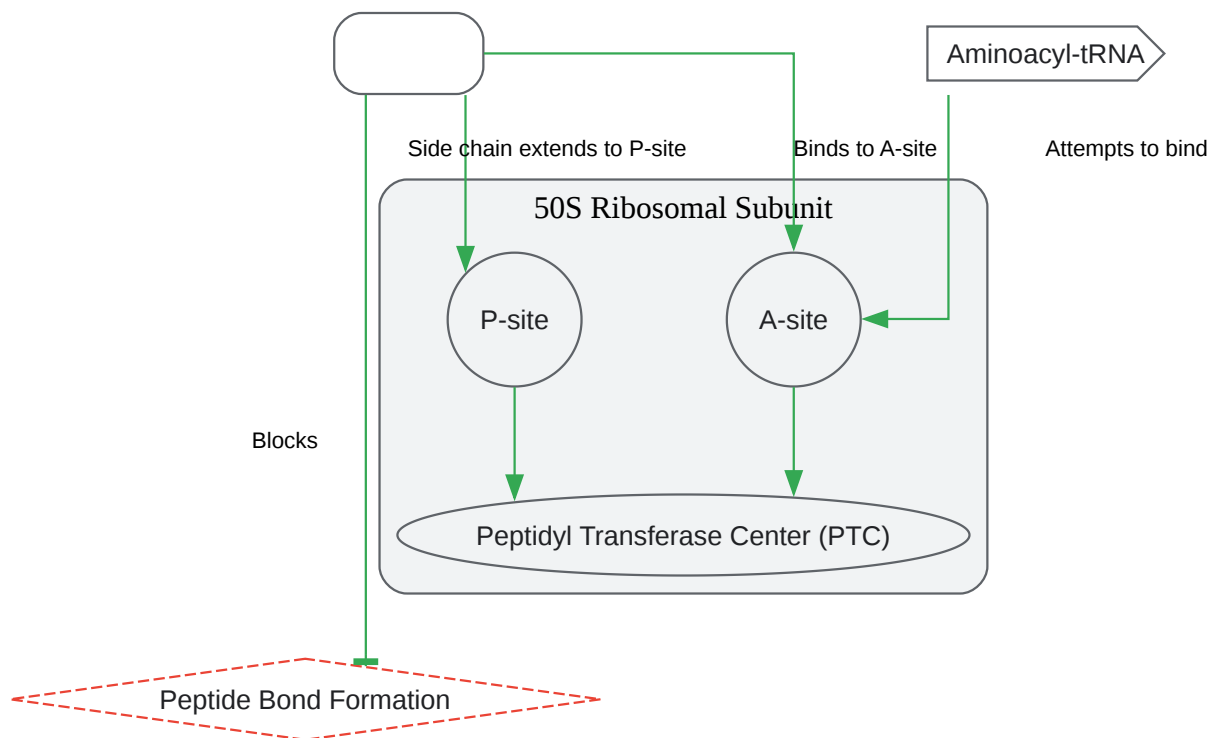 Aminoacyl-tRNA
Side chain extends to P-site
Binds to A-site
Attempts to bind
50S Ribosomal Subunit
P-site
A-site
Blocks
Peptidyl Transferase Center (PTC)
Peptide Bond Formation